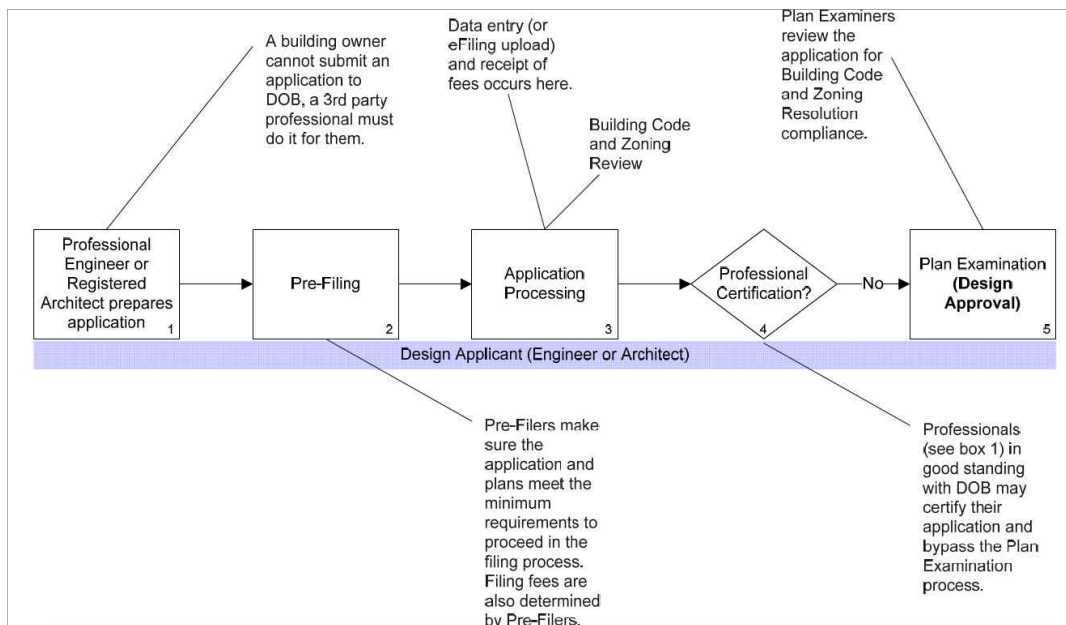 A building owner
cannot submit an
application to
DOB, a 3rd party
professional must
do it for them.
Data entry (or
eFiling upload)
and receipt of
fees occurs here.
Building Code
and Zoning
Review
Plan Examiners
review the
application for
Building Code
and Zoning
Resolution
compliance.
Professional
Engineer or
Registered
Architect prepares
application
1
Pre-Filing
2
Application
Processing
3
Professional
Certification?
4
No
Plan Examination
(Design
Approval)
5
Design Applicant (Engineer or Architect)
Pre-Filers make
sure the
application and
plans meet the
minimum
requirements to
proceed in the
filing process.
Filing fees are
also determined
by Pre-Filers.
Professionals
(see box 1) in
good standing
with DOB may
certify their
application and
bypass the Plan
Examination
process.